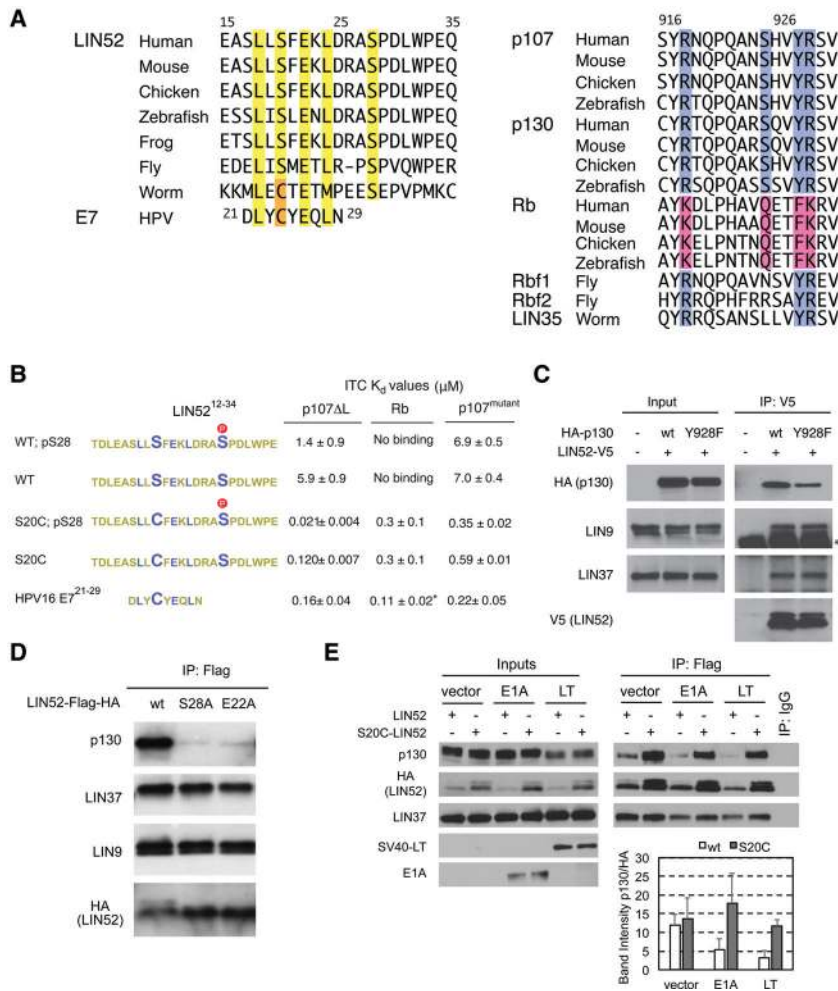 A
15 25 35
LIN52 Human EASLLSFEKLDRASPDLWPEQ
Mouse EASLLSFEKLDRASPDLWPEQ
Chicken EASLLSFEKLDRASPDLWPEQ
Zebrafish ESSLISLENLDRASPDLWPEQ
Frog ETSLLSFEKLDRASPDLWPEQ
Fly EDELISMETLR-PSPVQWPER
Worm KKMLECTETMPEESEPVPMKC
E7 HPV 21 DLYCYEQLN 29
916 926
p107 Human SYRNQPQANSHVYRSV
Mouse SYRNQPQANSHVYRSV
Chicken SYRNQPQANSHVYRSV
Zebrafish CYRTQPQANSHVYRSV
p130 Human CYRTQPQARSQVYRSV
Mouse CYRTQPQARSQVYRSV
Chicken CYRTQPQAKSHVYRSV
Zebrafish CYRSQPQASSSVYRSV
Rb Human AYKDLPHAVQETFKRV
Mouse AYKDLPHAAQETFKRV
Chicken AYKELPNTNQETFKRV
Zebrafish AYKELPNTNQETFKRV
Rbf1 Fly AYRNQPQAVNSVYREV
Rbf2 Fly HYRRQPHFRRSAYREV
LIN35 Worm QYRRQSANSLLVYRSV
B
ITC Kd values (μM)
LIN52 12-34 p107ΔL Rb p107mutant
P
WT; pS28 TDLEASLLSFEKLDRASPDLWPE 1.4 ± 0.9 No binding 6.9 ± 0.5
WT TDLEASLLSFEKLDRASPDLWPE 5.9 ± 0.9 No binding 7.0 ± 0.4
P
S20C; pS28 TDLEASLLCFEKLDRASPDLWPE 0.021± 0.004 0.3 ± 0.1 0.35 ± 0.02
S20C TDLEASLLCFEKLDRASPDLWPE 0.120± 0.007 0.3 ± 0.1 0.59 ± 0.01
HPV16 E7 21-29 DLYCYEQLN 0.16± 0.04 0.11 ± 0.02* 0.22± 0.05
C
Input IP: V5
HA-p130 - wt Y928F - wt Y928F
LIN52-V5 - + + - + +
HA (p130)
LIN9
*
LIN37
V5 (LIN52)
D
IP: Flag
LIN52-Flag-HA wt S28A E22A
p130
LIN37
LIN9
HA
(LIN52)
E
Inputs IP: Flag
vector E1A LT vector E1A LT IP: IgG
LIN52 + - + - + - + - + - + -
S20C-LIN52 - + - + - + - + - + - +
p130
HA
(LIN52)
LIN37
SV40-LT
E1A
wt S20C
Band Intensity p130/HA
30
25
20
15
10
5
0
vector E1A LT